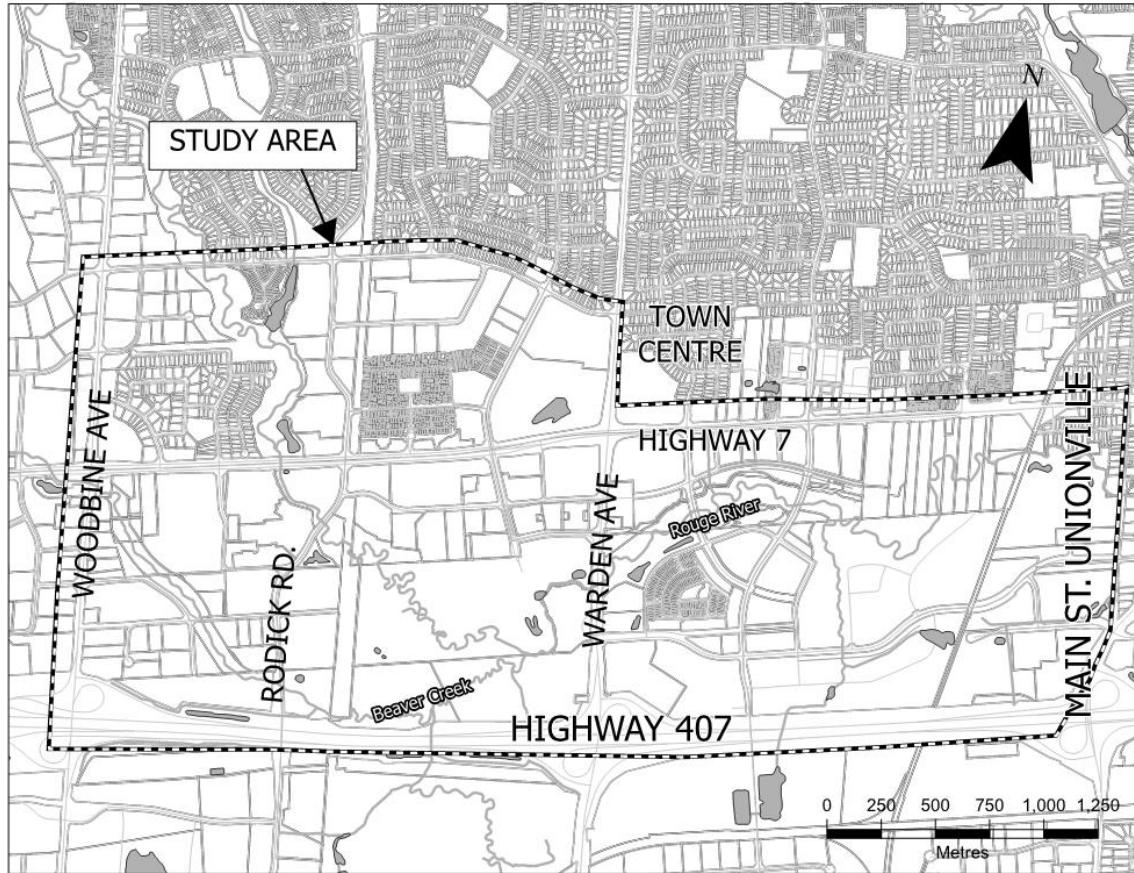 N
STUDY AREA
TOWN
CENTRE
HIGHWAY 7
WOODBINE AVE
RODICK RD.
WARDEN AVE
MAIN ST. UNIONVILLE
Rouge River
Beaver Creek
HIGHWAY 407
0 250 500 750 1,000 1,250
Metres